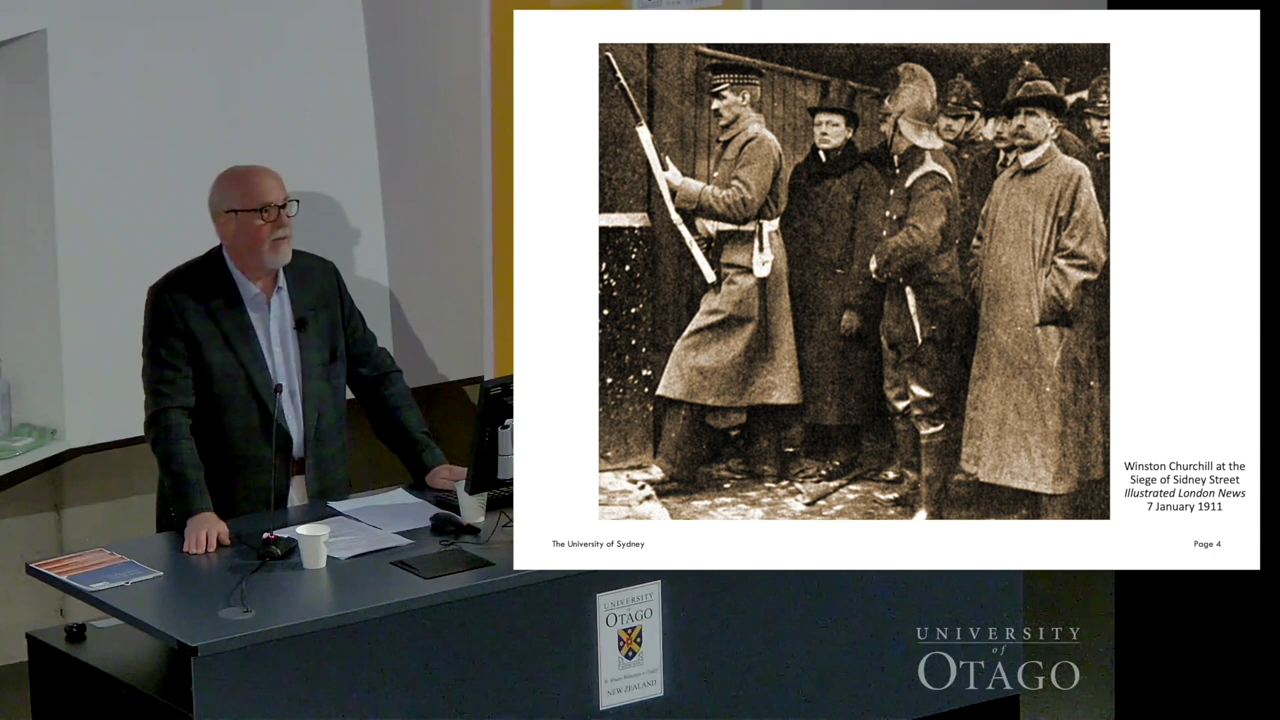 Winston Churchill at the
Siege of Sidney Street
Illustrated London News
7 January 1911
The University of Sydney
Page 4
UNIVERSITY
of
OTAGO
NEW ZEALAND
UNIVERSITY
of
OTAGO